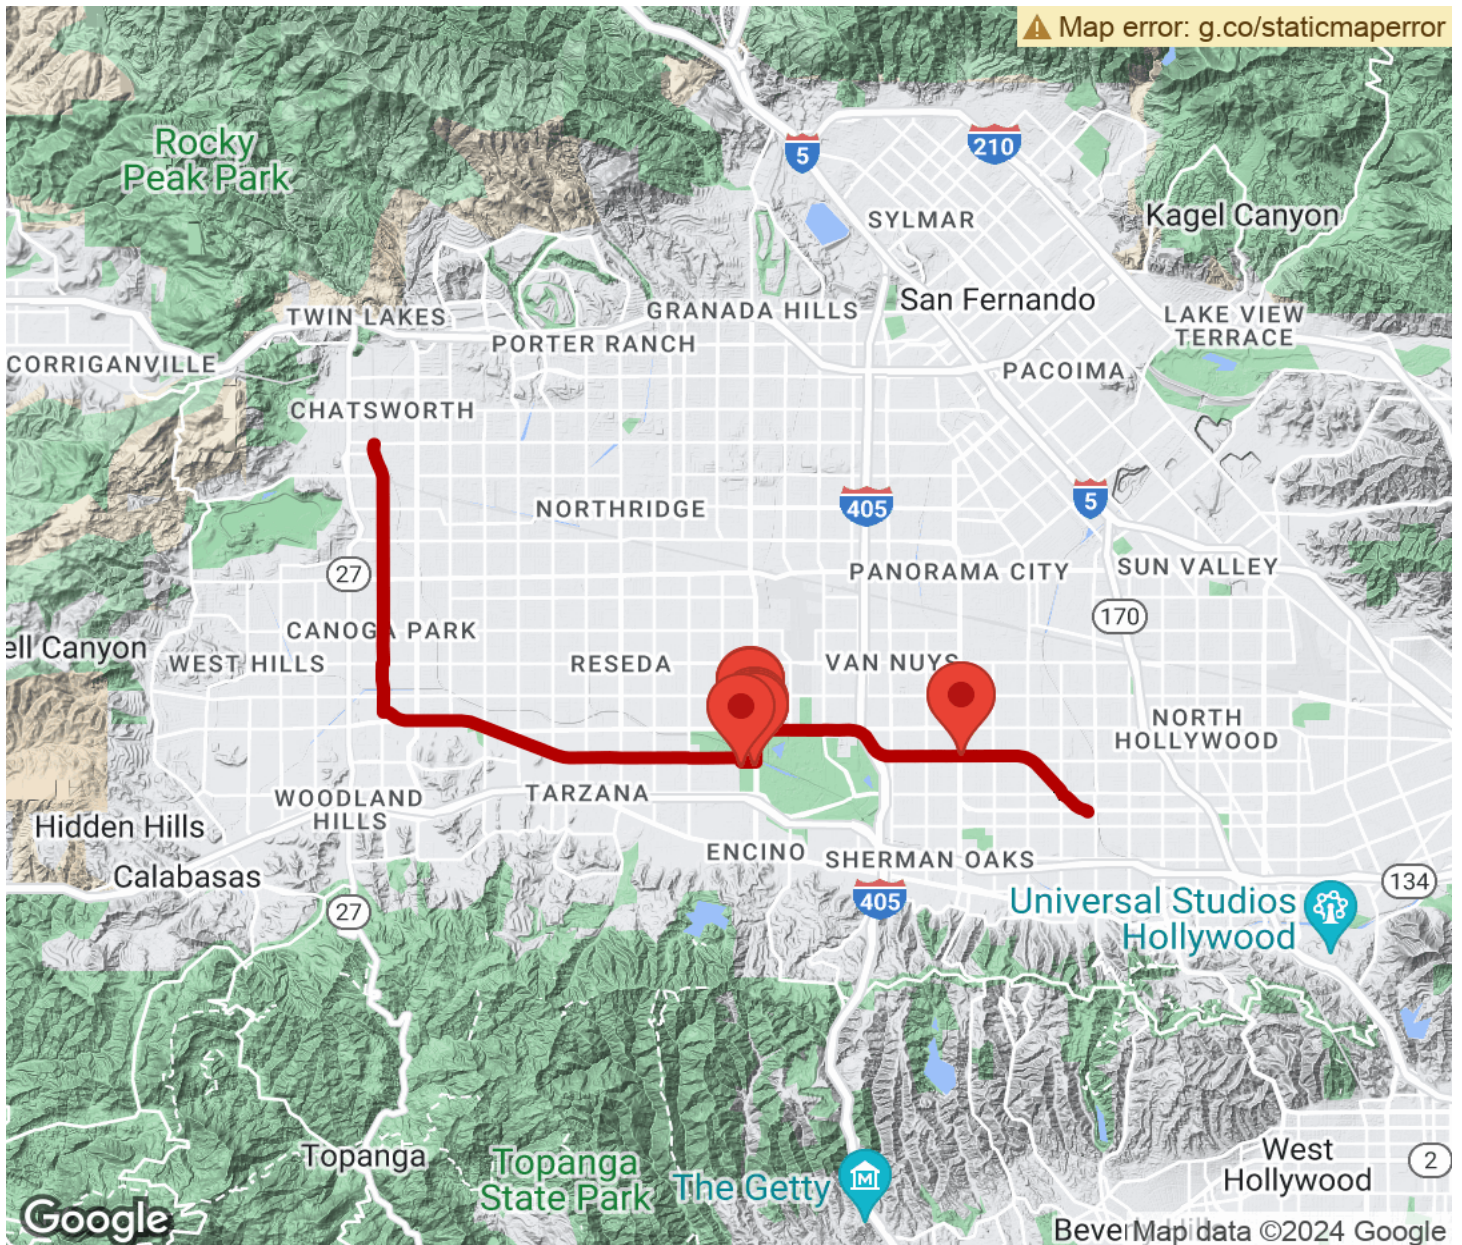 Map error: g.co/staticmaperror
Rocky
Peak Park
5
210
SYLMAR
Kagel Canyon
San Fernando
TWIN LAKES
GRANADA HILLS
LAKE VIEW
TERRACE
PORTER RANCH
CORRIGANVILLE
PACOIMA
CHATSWORTH
NORTHRIDGE
405
5
27
PANORAMA CITY
SUN VALLEY
170
CANOGA PARK
ell Canyon
WEST HILLS
RESEDA
VAN NUYS
NORTH
HOLLYWOOD
TARZANA
WOODLAND
HILLS
Hidden Hills
ENCINO
SHERMAN OAKS
Calabasas
134
405
Universal Studios
Hollywood
27
Topanga
Topanga
State Park
The Getty
West
Hollywood
2
Google
Map data ©2024 Google